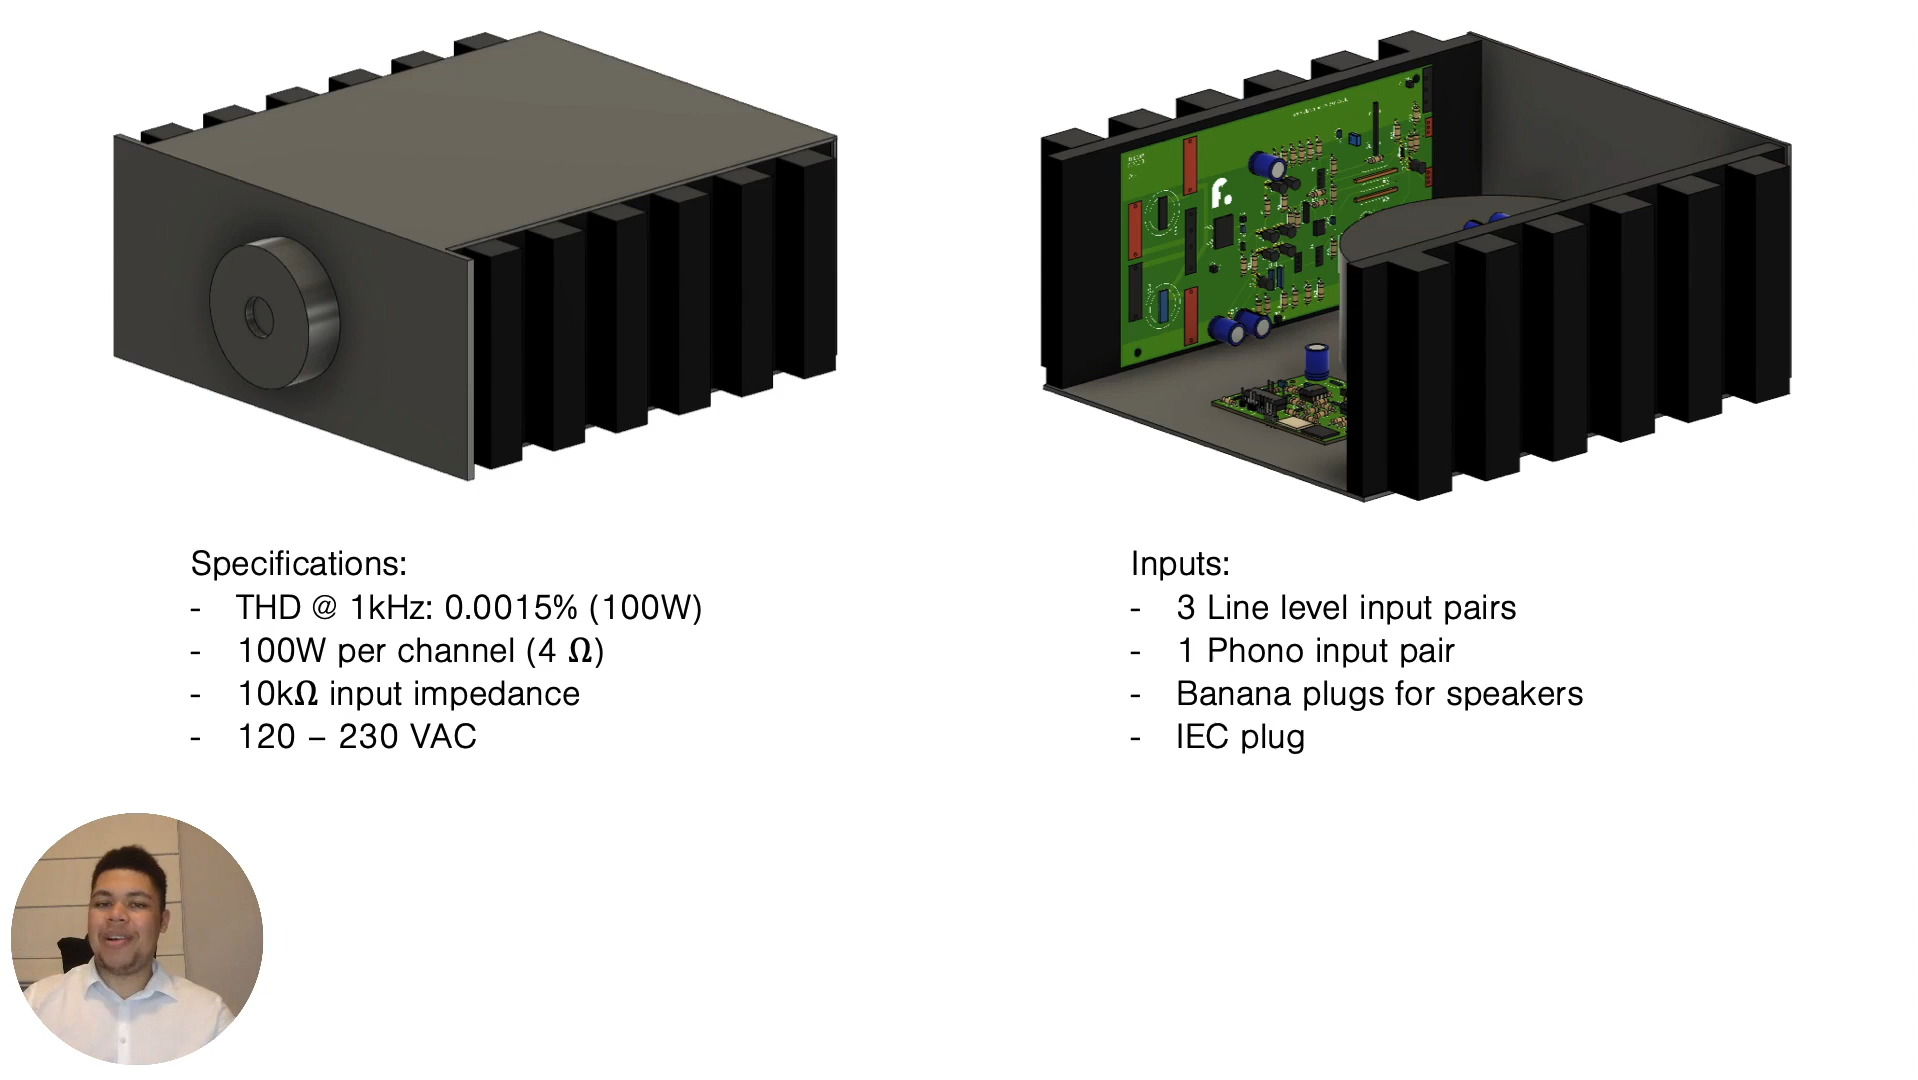 f.
Specifications:
- THD @ 1kHz: 0.0015% (100W)
- 100W per channel (4 Ω)
- 10kΩ input impedance
- 120 – 230 VAC
Inputs:
- 3 Line level input pairs
- 1 Phono input pair
- Banana plugs for speakers
- IEC plug